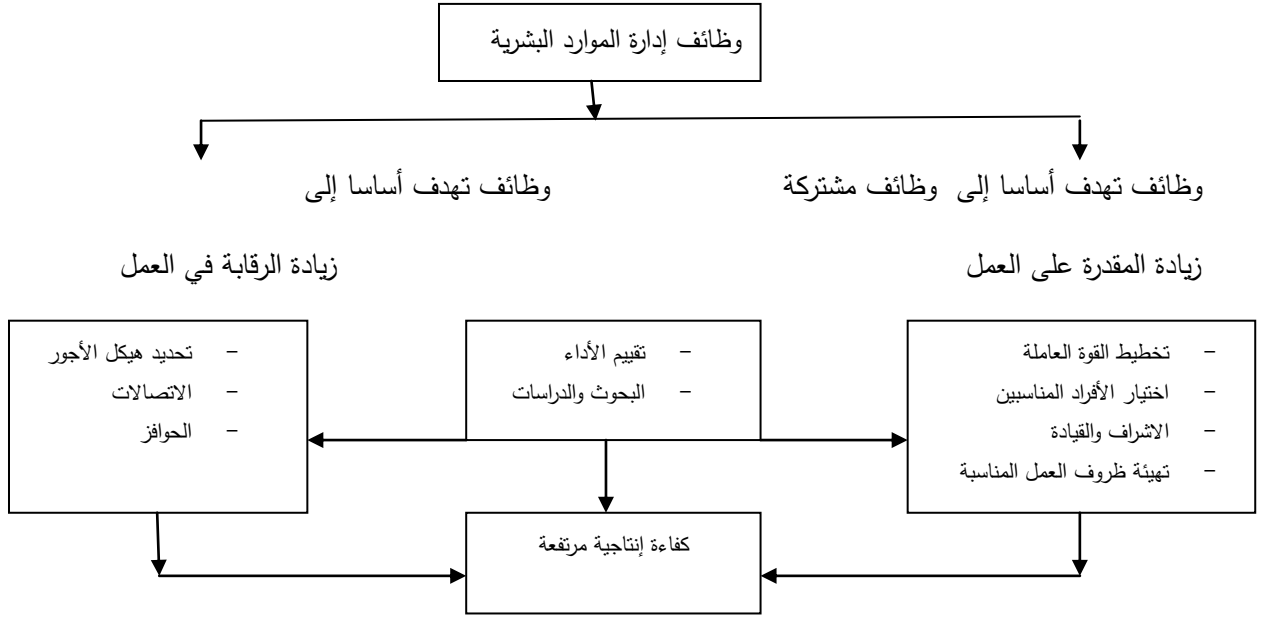 وظائف إدارة الموارد البشرية
وظائف تهدف أساسا إلى وظائف مشتركة
وظائف تهدف أساسا إلى
زيادة المقدرة على العمل
زيادة الرقابة في العمل
- تخطيط القوة العاملة
- اختيار الأفراد المناسبين
- الاشراف والقيادة
- تهيئة ظروف العمل المناسبة
- تقييم الأداء
- البحوث والدراسات
- تحديد هيكل الأجور
- الاتصالات
- الحوافز
كفاءة إنتاجية مرتفعة